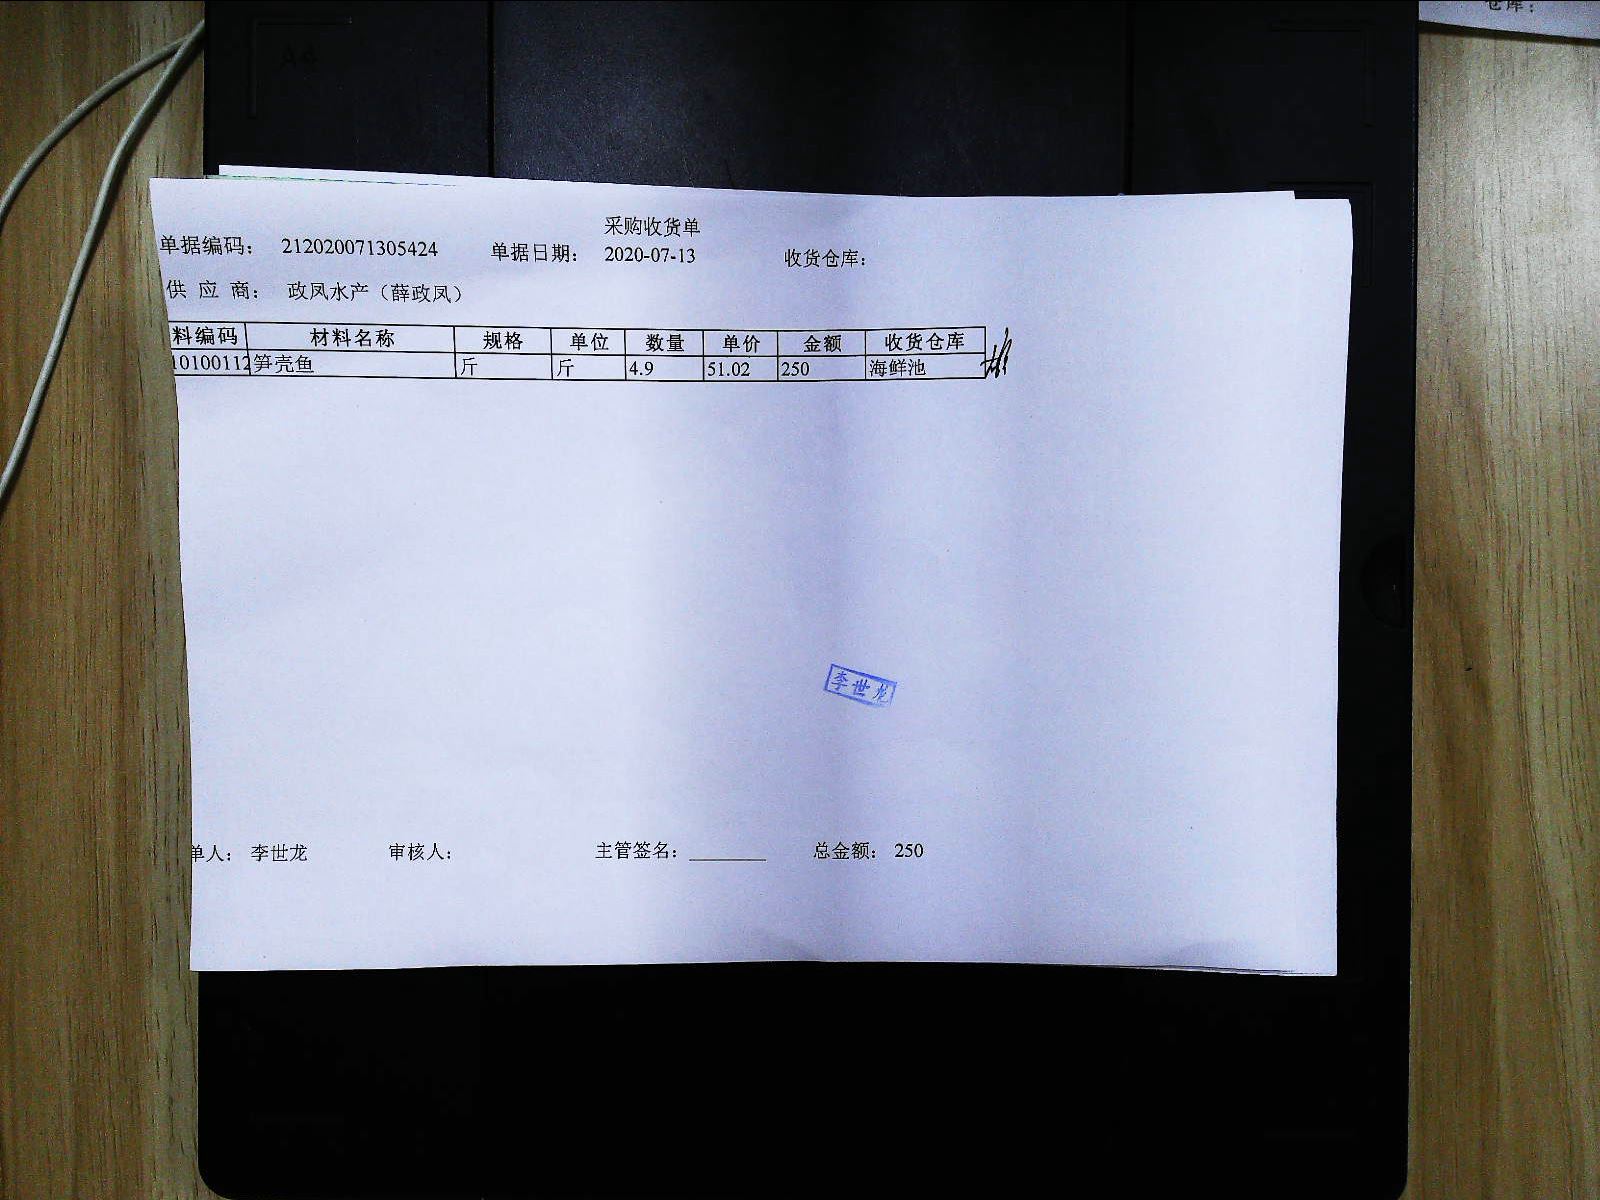 仓库：
采购收货单
单据编码： 212020071305424 单据日期： 2020-07-13 收货仓库：
供 应 商： 政凤水产（薛政凤）
料编码 材料名称 规格 单位 数量 单价 金额 收货仓库
10100112 笋壳鱼 斤 斤 4.9 51.02 250 海鲜池
李世龙
单人： 李世龙 审核人： 主管签名：________ 总金额： 250